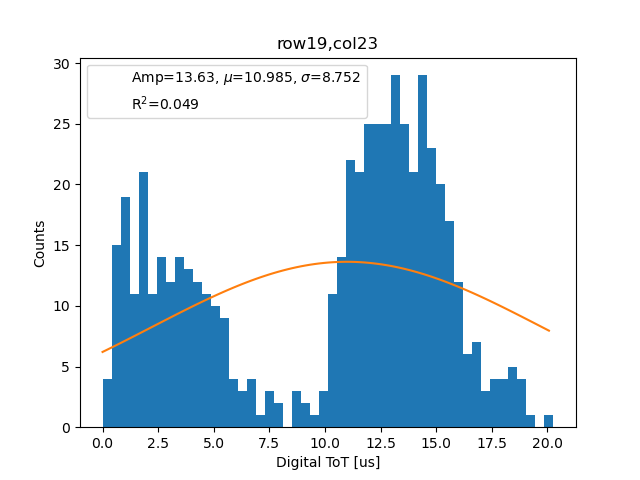 row19,col23
Amp=13.63, μ=10.985, σ=8.752
R²=0.049
30
25
20
15
10
5
0
Counts
0.0 2.5 5.0 7.5 10.0 12.5 15.0 17.5 20.0
Digital ToT [us]